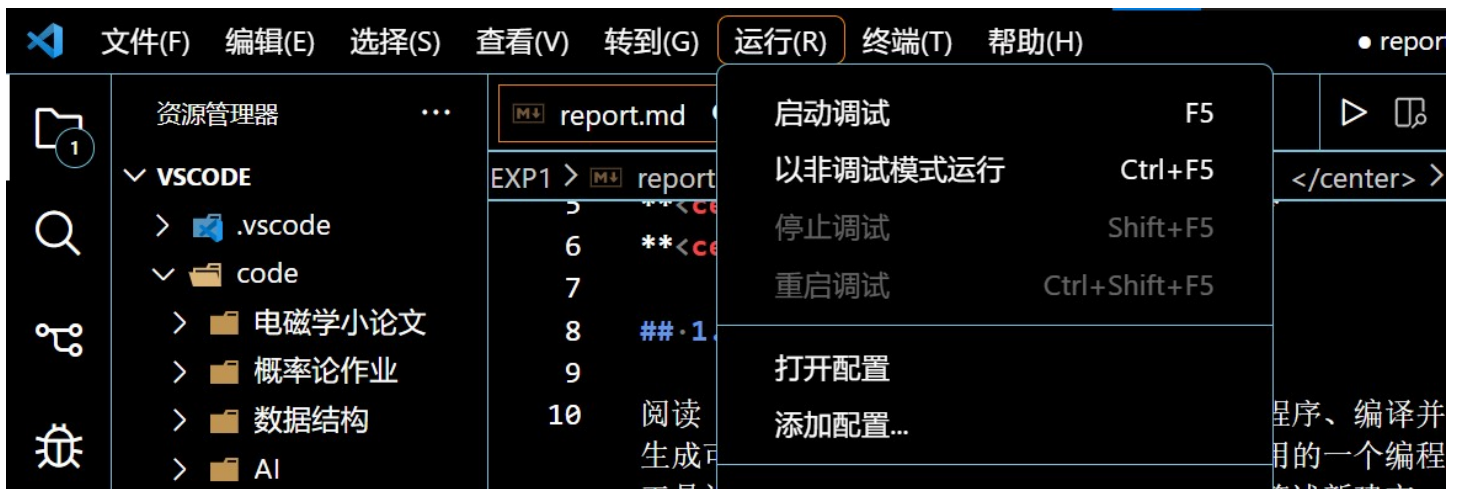 文件(F) 编辑(E) 选择(S) 查看(V) 转到(G) 运行(R) 终端(T) 帮助(H) ● repor
资源管理器 ···
1
VSCODE
.vscode
code
电磁学小论文
概率论作业
数据结构
AI
M↓ report.md
EXP1 > M↓ report </center> >
5 **<ce
6 **<ce
7
8 ##·1.
9
10 阅读 程序、编译并
生成可 用的一个编程
启动调试 F5
以非调试模式运行 Ctrl+F5
停止调试 Shift+F5
重启调试 Ctrl+Shift+F5
打开配置
添加配置...